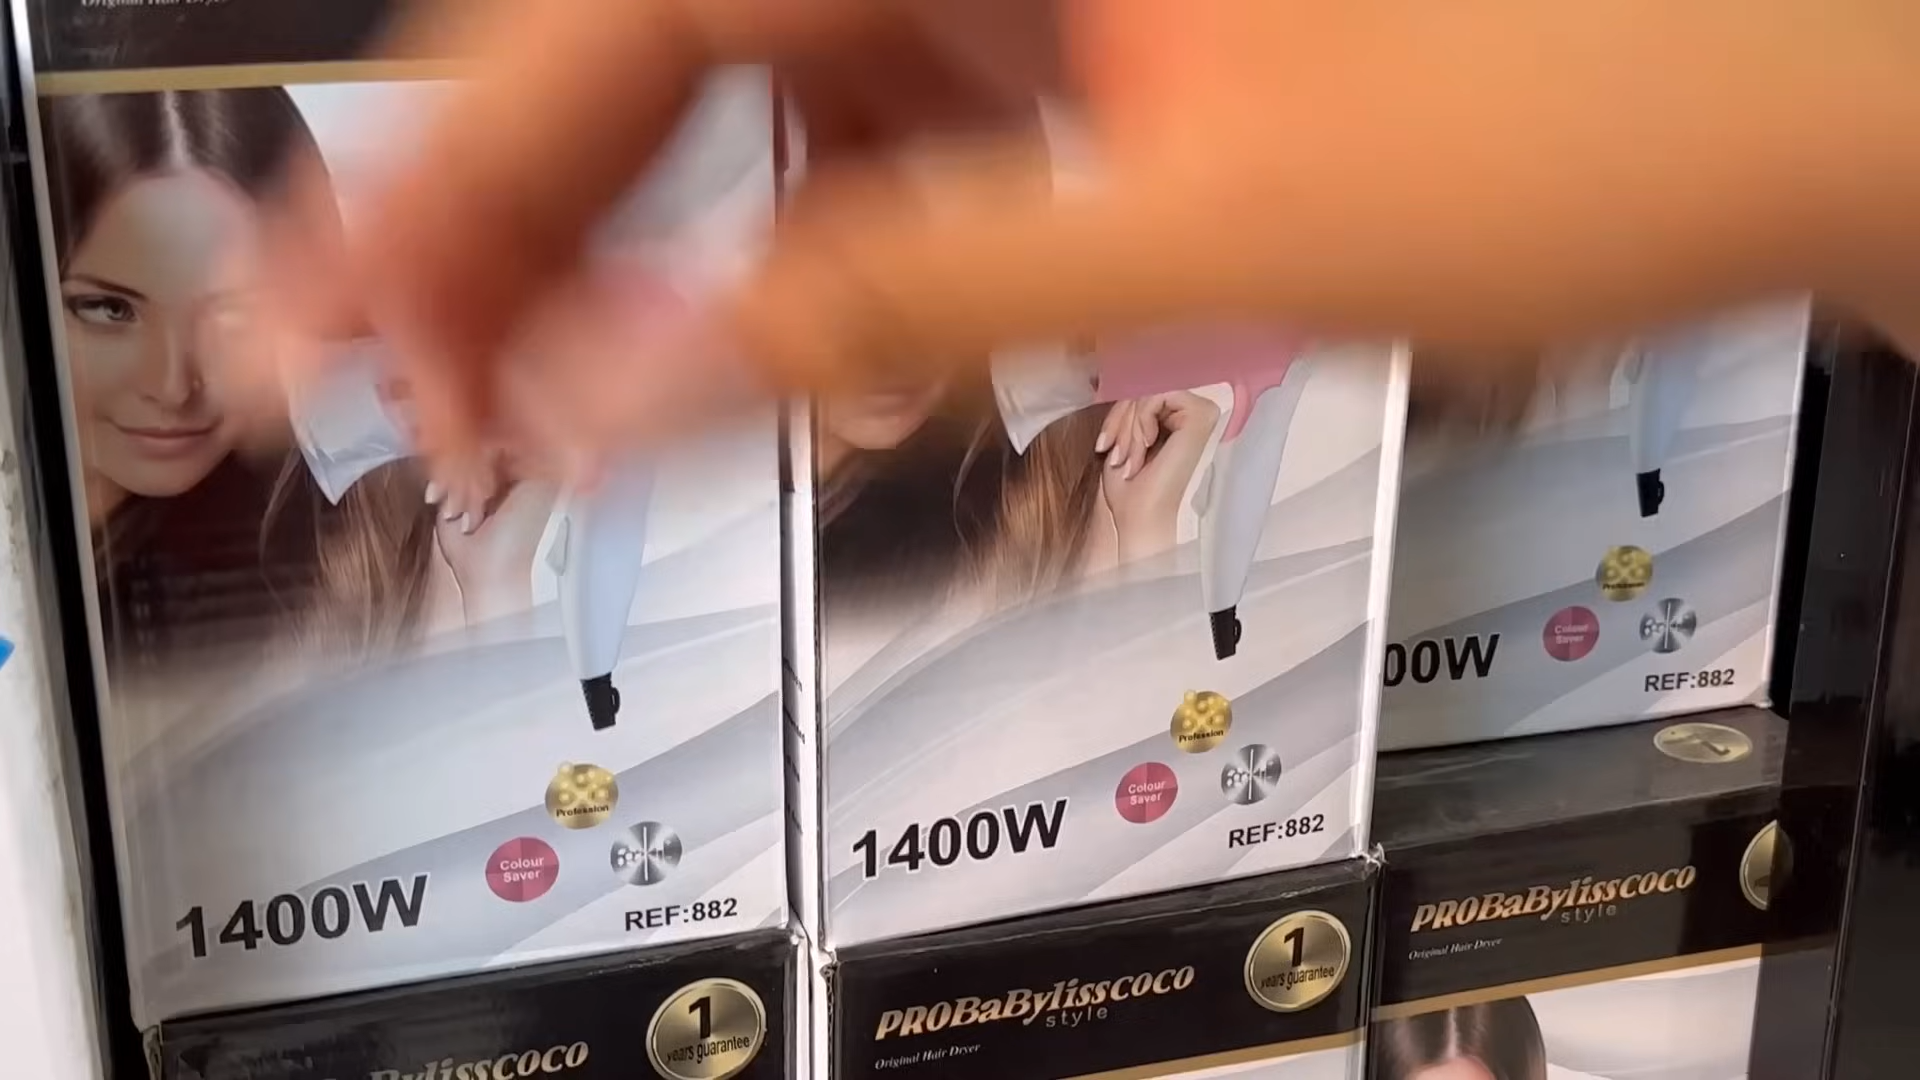 Original Hair Dryer
1400W
Colour
Saver
Profession
REF:882
1400W
Colour
Saver
Profession
REF:882
00W
Colour
Saver
Profession
REF:882
Bylisscoco
1
years guarantee
PROBaBylisscoco
style
Original Hair Dryer
1
years guarantee
PROBaBylisscoco
style
Original Hair Dryer